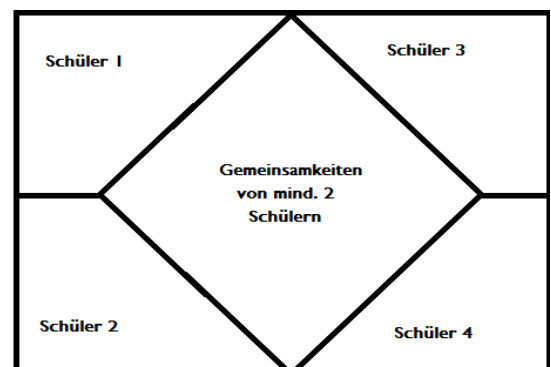 Schüler 1
Schüler 3
Gemeinsamkeiten
von mind. 2
Schülern
Schüler 2
Schüler 4